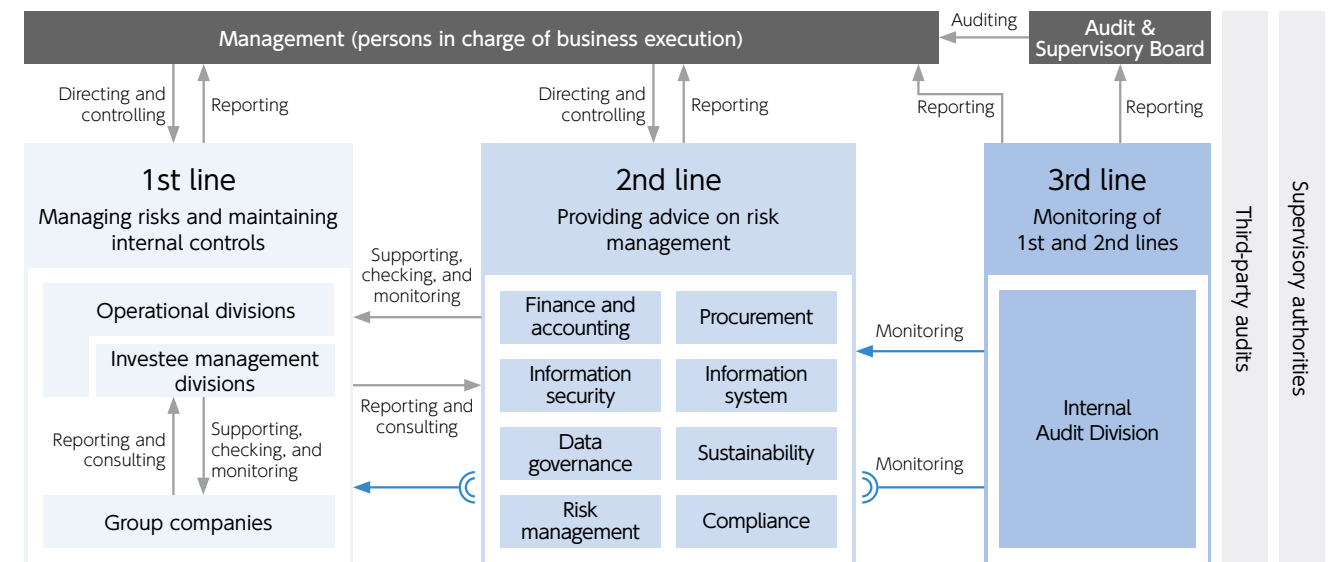 Management (persons in charge of business execution)
Auditing
Audit &
Supervisory Board
Directing and
controlling
Reporting
Directing and
controlling
Reporting
Reporting
Reporting
1st line
Managing risks and maintaining
internal controls
Operational divisions
Investee management
divisions
Reporting and
consulting
Supporting,
checking, and
monitoring
Group companies
Supporting,
checking, and
monitoring
Reporting and
consulting
2nd line
Providing advice on risk
management
Finance and
accounting
Procurement
Information
security
Information
system
Data
governance
Sustainability
Risk
management
Compliance
Monitoring
Monitoring
3rd line
Monitoring of
1st and 2nd lines
Internal
Audit Division
Third-party audits
Supervisory authorities